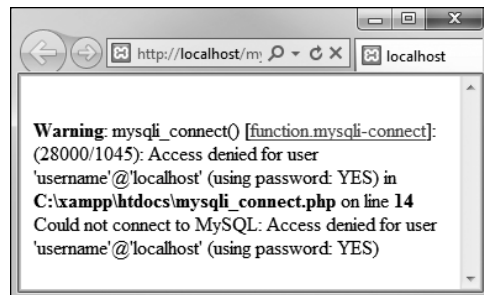 http://localhost/my
localhost
Warning: mysqli_connect() [function.mysqli-connect]:
(28000/1045): Access denied for user
'username'@'localhost' (using password: YES) in
C:\xampp\htdocs\mysqli_connect.php on line 14
Could not connect to MySQL: Access denied for user
'username'@'localhost' (using password: YES)